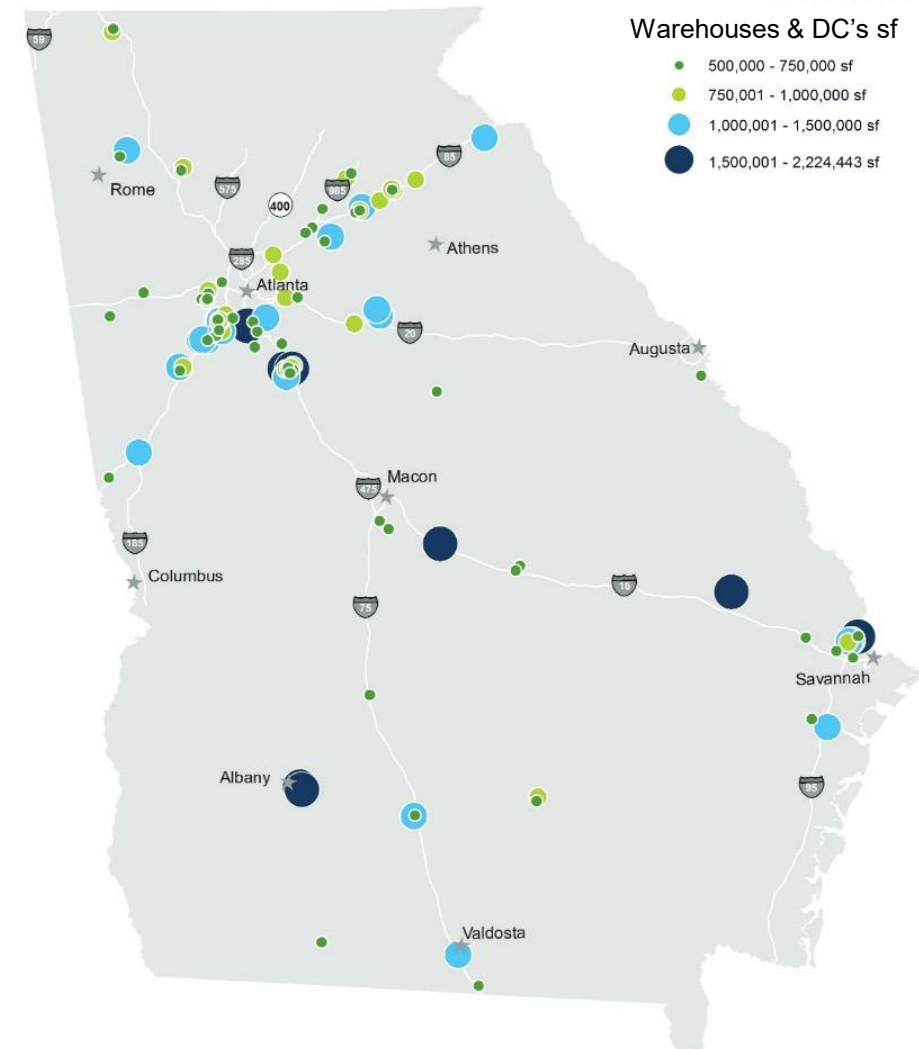 Warehouses & DC's sf
500,000 - 750,000 sf
750,001 - 1,000,000 sf
1,000,001 - 1,500,000 sf
1,500,001 - 2,224,443 sf
59
85
Rome
575
985
400
Athens
285
Atlanta
20
Augusta
Macon
475
185
Columbus
16
75
Savannah
Albany
95
Valdosta